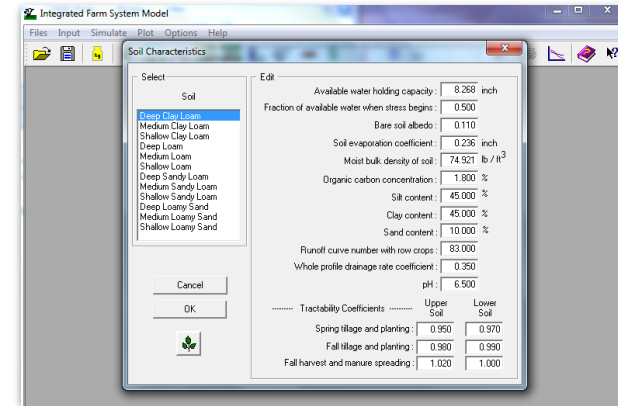 Integrated Farm System Model
Files Input Simulate Plot Options Help
Soil Characteristics
Select
Soil
Deep Clay Loam
Medium Clay Loam
Shallow Clay Loam
Deep Loam
Medium Loam
Shallow Loam
Deep Sandy Loam
Medium Sandy Loam
Shallow Sandy Loam
Deep Loamy Sand
Medium Loamy Sand
Shallow Loamy Sand
Cancel
OK
Edit
Available water holding capacity : 8.268 inch
Fraction of available water when stress begins : 0.500
Bare soil albedo : 0.110
Soil evaporation coefficient : 0.236 inch
Moist bulk density of soil : 74.921 lb / ft3
Organic carbon concentration : 1.800 %
Silt content : 45.000 %
Clay content : 45.000 %
Sand content : 10.000 %
Runoff curve number with row crops : 83.000
Whole profile drainage rate coefficient : 0.350
pH : 6.500
--------- Tractability Coefficients --------- Upper Soil Lower Soil
Spring tillage and planting : 0.950 0.970
Fall tillage and planting : 0.980 0.990
Fall harvest and manure spreading : 1.020 1.000